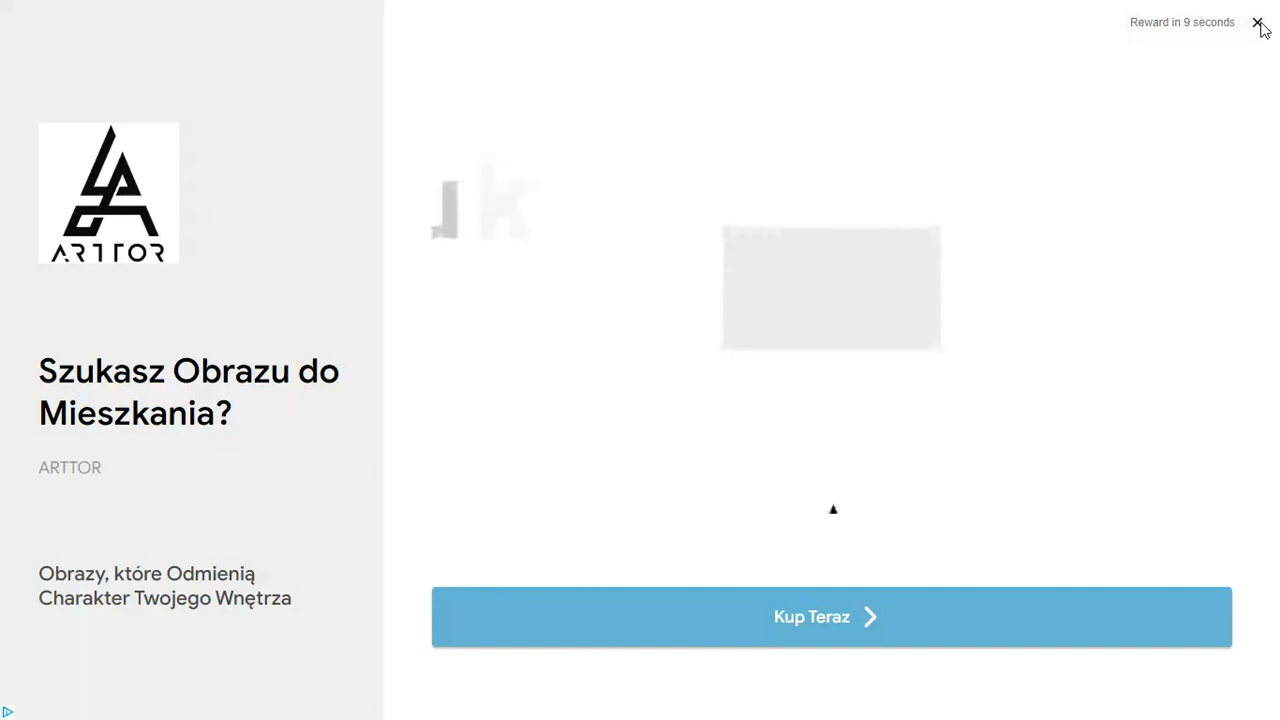 Reward in 9 seconds
ARTTOR
Szukasz Obrazu do
Mieszkania?
ARTTOR
Obrazy, które Odmienią
Charakter Twojego Wnętrza
Kup Teraz